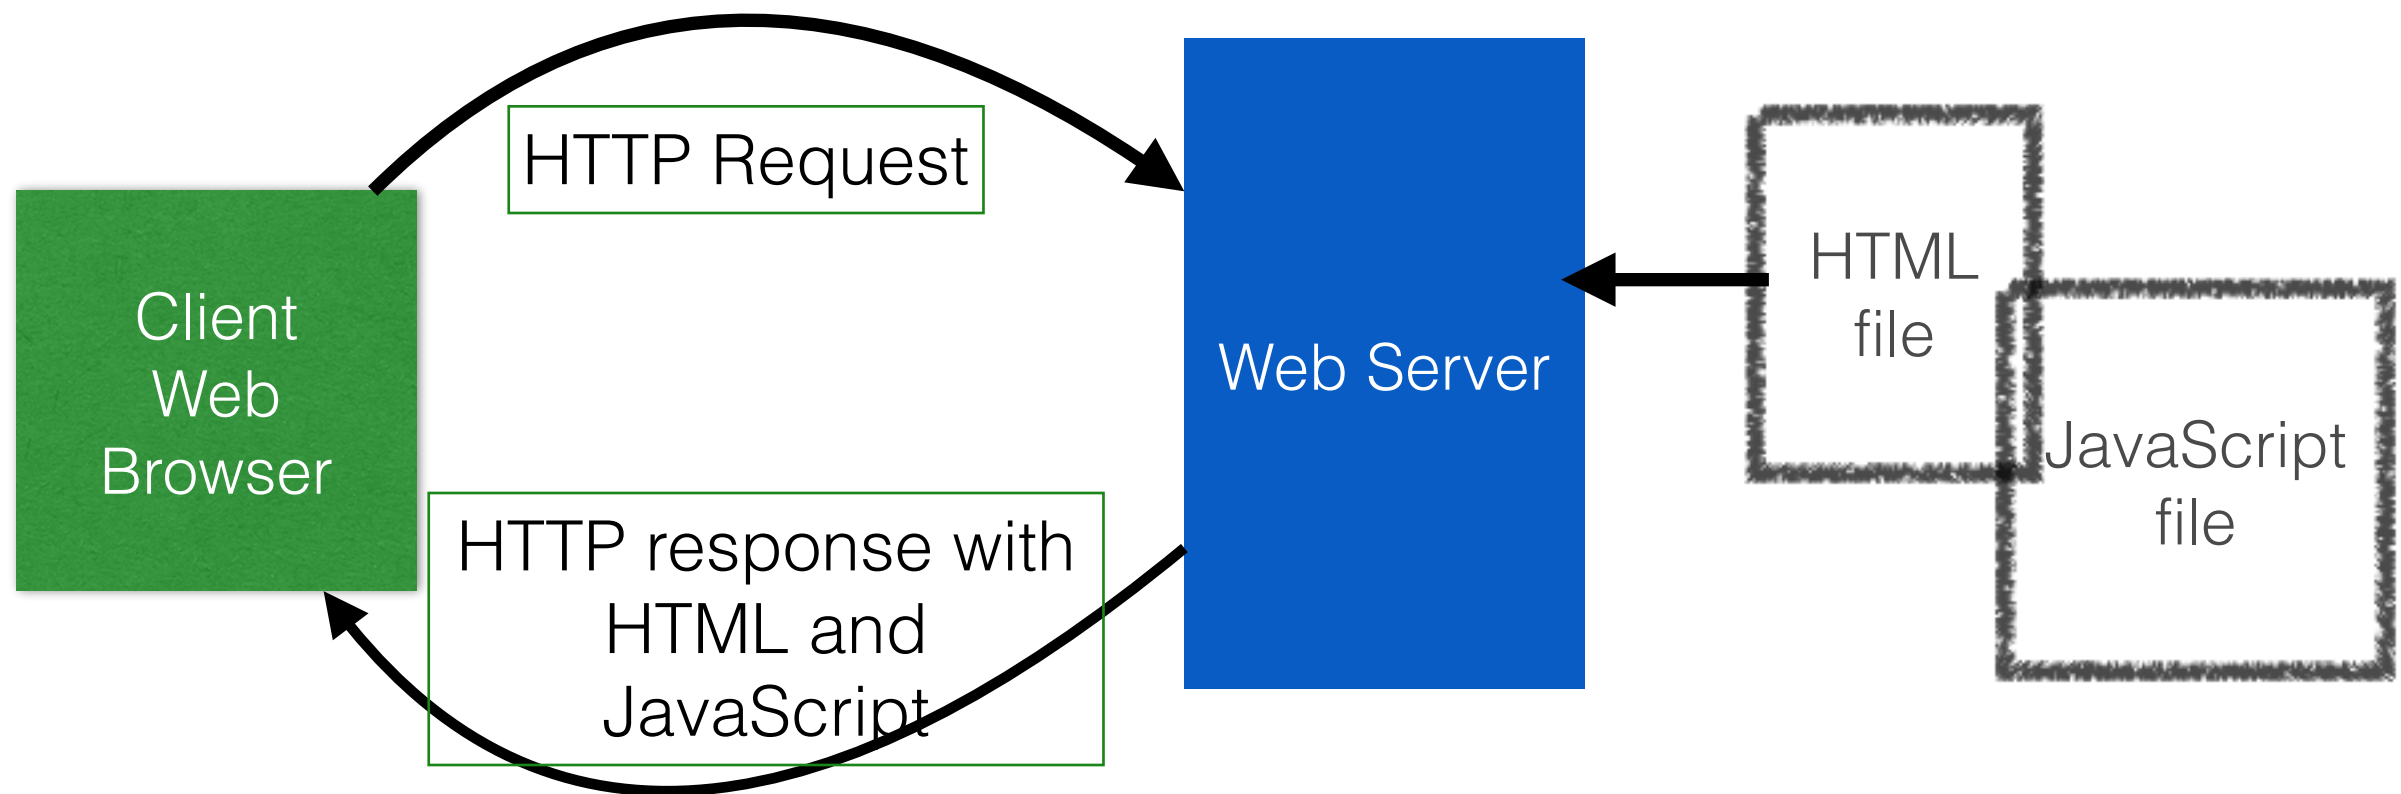 HTTP Request
Client
Web
Browser
HTTP response with
HTML and
JavaScript
Web Server
HTML
file
JavaScript
file